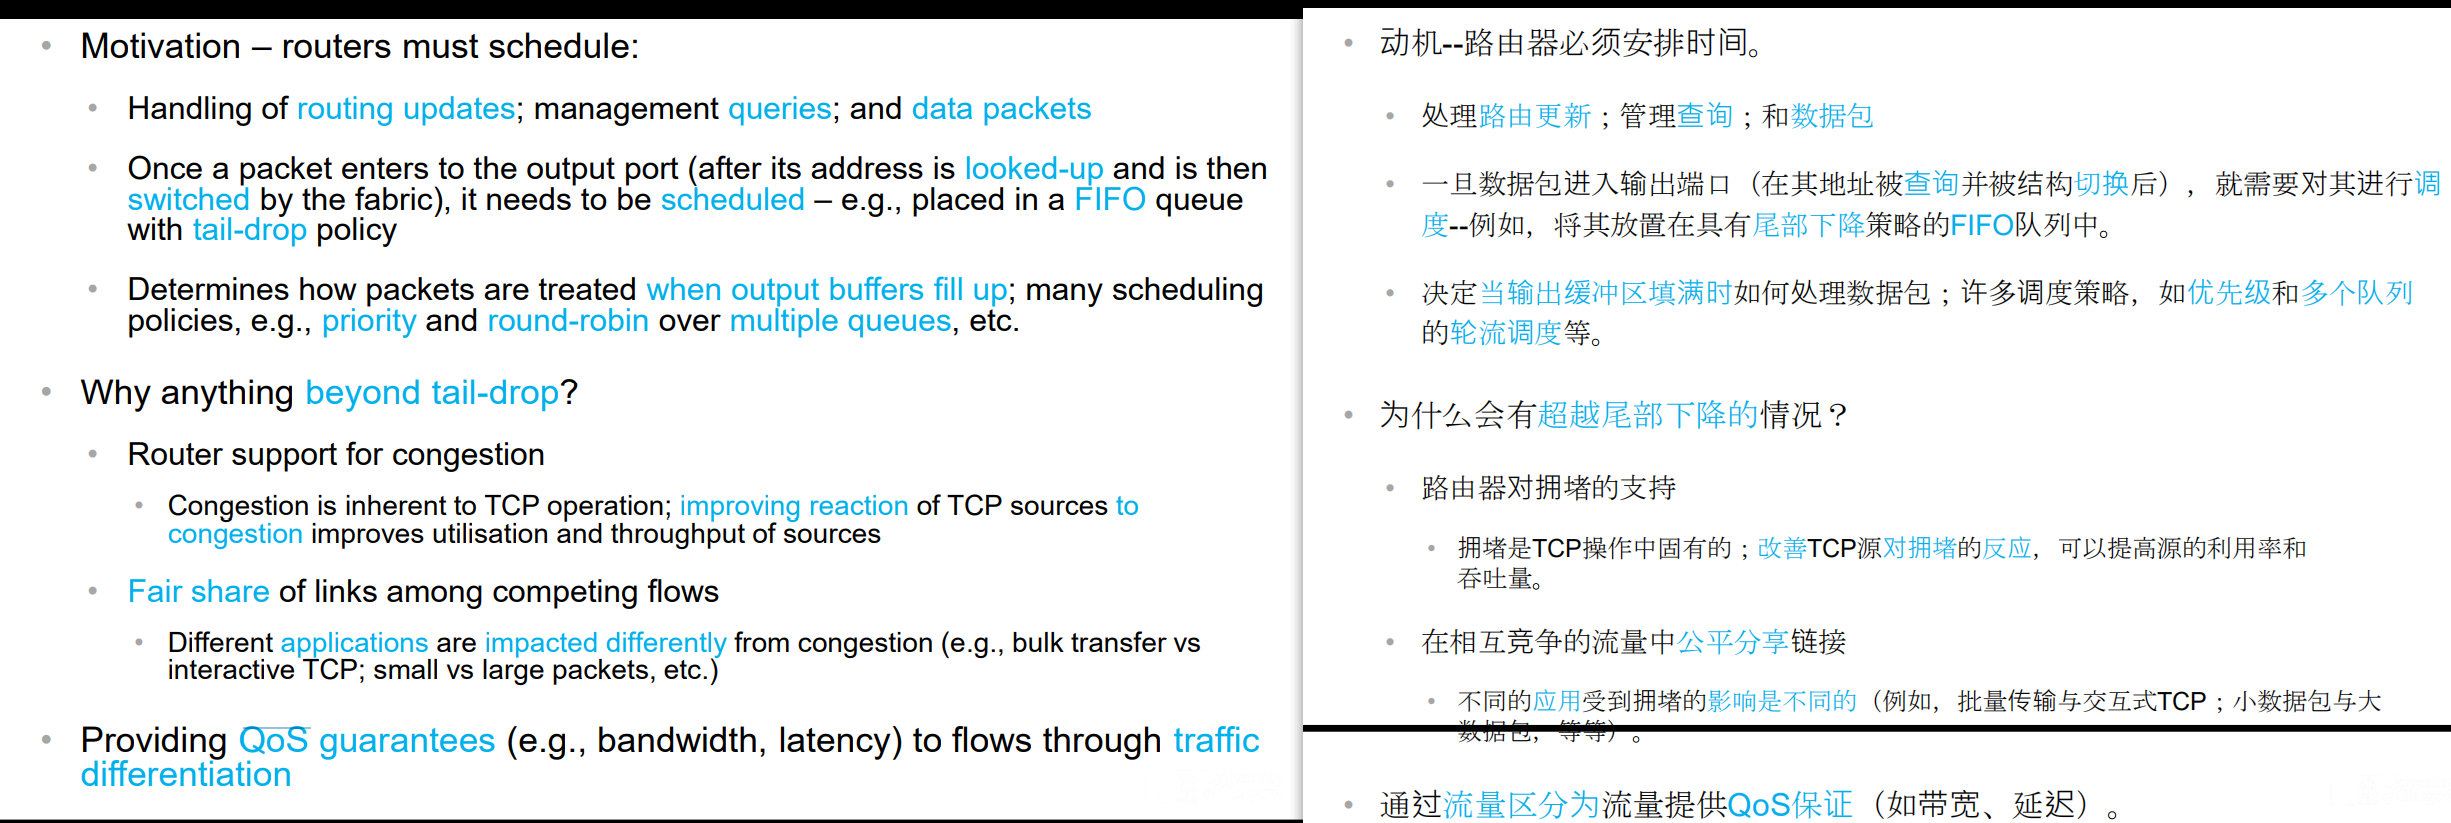 Motivation – routers must schedule:
Handling of routing updates; management queries; and data packets
Once a packet enters to the output port (after its address is looked-up and is then
switched by the fabric), it needs to be scheduled – e.g., placed in a FIFO queue
with tail-drop policy
Determines how packets are treated when output buffers fill up; many scheduling
policies, e.g., priority and round-robin over multiple queues, etc.
Why anything beyond tail-drop?
Router support for congestion
Congestion is inherent to TCP operation; improving reaction of TCP sources to
congestion improves utilisation and throughput of sources
Fair share of links among competing flows
Different applications are impacted differently from congestion (e.g., bulk transfer vs
interactive TCP; small vs large packets, etc.)
Providing QoS guarantees (e.g., bandwidth, latency) to flows through traffic
differentiation
动机--路由器必须安排时间。
处理路由更新；管理查询；和数据包
一旦数据包进入输出端口（在其地址被查询并被结构切换后），就需要对其进行调
度--例如，将其放置在具有尾部下降策略的FIFO队列中。
决定当输出缓冲区填满时如何处理数据包；许多调度策略，如优先级和多个队列
的轮流调度等。
为什么会有超越尾部下降的情况？
路由器对拥堵的支持
拥堵是TCP操作中固有的；改善TCP源对拥堵的反应，可以提高源的利用率和
吞吐量。
在相互竞争的流量中公平分享链接
不同的应用受到拥堵的影响是不同的（例如，批量传输与交互式TCP；小数据包与大
数据包，等等）。
通过流量区分为流量提供QoS保证（如带宽、延迟）。